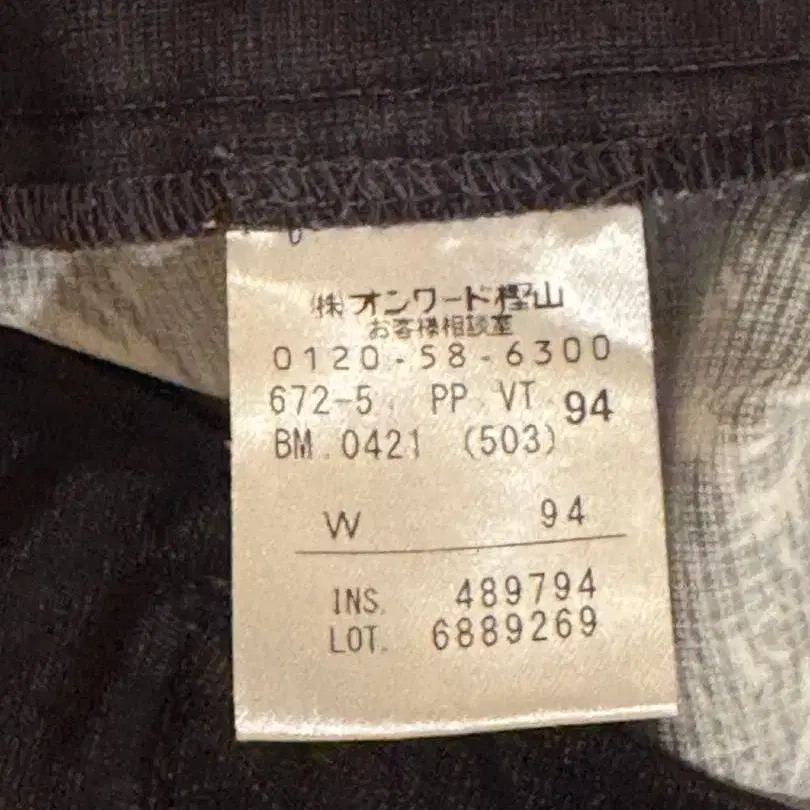 (株)オンワード樫山
お客様相談室
0120-58-6300
672-5. PP VT 94
BM.0421 (503)
W 94
INS. 489794
LOT. 6889269